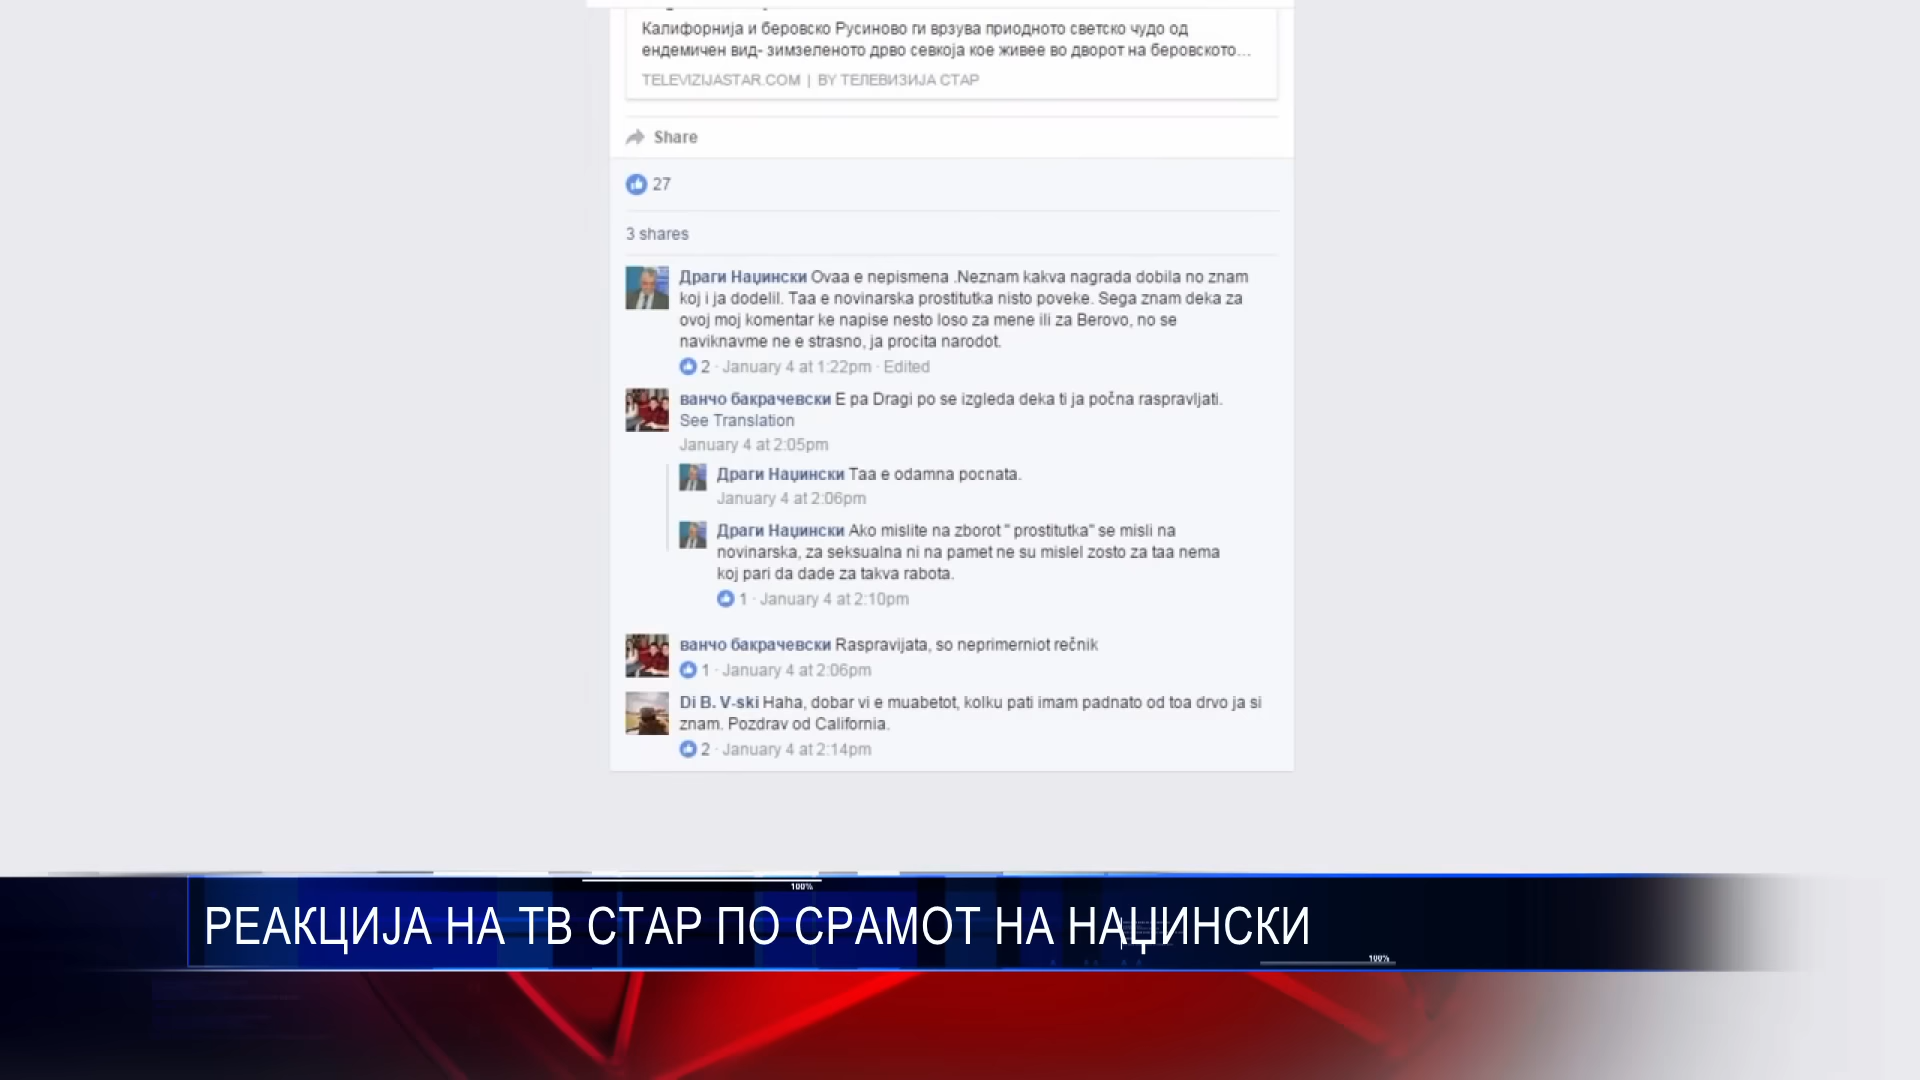 Калифорнија и беровско Русиново ги врзува приодното светско чудо од
ендемичен вид- зимзеленото дрво севкоја кое живее во дворот на беровското...
TELEVIZIJASTAR.COM | BY ТЕЛЕВИЗИЈА СТАР
Share
27
3 shares
Драги Наџински Ovaa e nepismena .Neznam kakva nagrada dobila no znam
koj i ja dodelil. Taa e novinarska prostitutka nisto poveke. Sega znam deka za
ovoj moj komentar ke napise nesto loso za mene ili za Berovo, no se
naviknavme ne e strasno, ja procita narodot.
2 · January 4 at 1:22pm · Edited
ванчо бакрачевски E pa Dragi po se izgleda deka ti ja počna raspravljati.
See Translation
January 4 at 2:05pm
Драги Наџински Taa e odamna pocnata.
January 4 at 2:06pm
Драги Наџински Ako mislite na zborot " prostitutka" se misli na
novinarska, za seksualna ni na pamet ne su mislel zosto za taa nema
koj pari da dade za takva rabota.
1 · January 4 at 2:10pm
ванчо бакрачевски Raspravijata, so neprimerniot rečnik
1 · January 4 at 2:06pm
Di B. V-ski Haha, dobar vi e muabetot, kolku pati imam padnato od toa drvo ja si
znam. Pozdrav od California.
2 · January 4 at 2:14pm
100%
РЕАКЦИЈА НА ТВ СТАР ПО СРАМОТ НА НАЏИНСКИ
100%